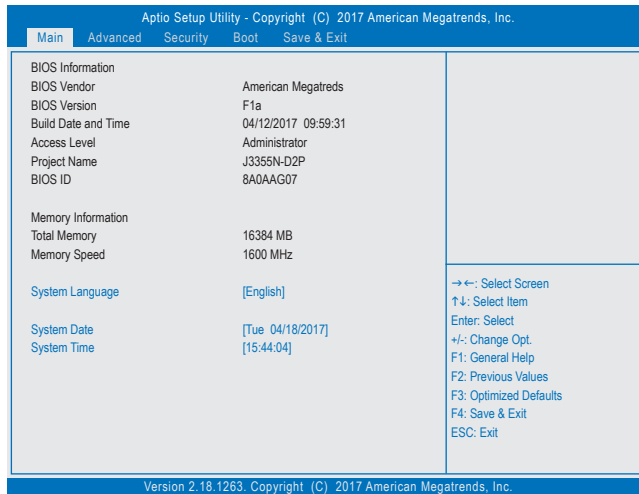 Aptio Setup Utility - Copyright (C) 2017 American Megatrends, Inc.
Main Advanced Security Boot Save & Exit
BIOS Information
BIOS Vendor American Megatreds
BIOS Version F1a
Build Date and Time 04/12/2017 09:59:31
Access Level Administrator
Project Name J3355N-D2P
BIOS ID 8A0AAG07
Memory Information
Total Memory 16384 MB
Memory Speed 1600 MHz
System Language [English]
System Date [Tue 04/18/2017]
System Time [15:44:04]
→←: Select Screen
↑↓: Select Item
Enter: Select
+/-: Change Opt.
F1: General Help
F2: Previous Values
F3: Optimized Defaults
F4: Save & Exit
ESC: Exit
Version 2.18.1263. Copyright (C) 2017 American Megatrends, Inc.